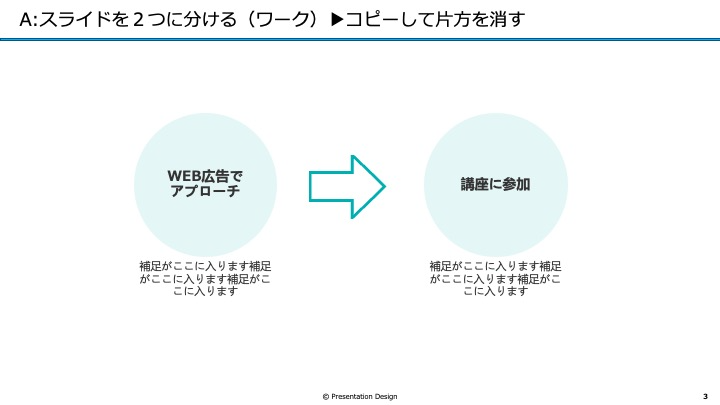 A:スライドを２つに分ける（ワーク）▶コピーして片方を消す
WEB広告で
アプローチ
講座に参加
補足がここに入ります補足
がここに入ります補足がこ
こに入ります
補足がここに入ります補足
がここに入ります補足がこ
こに入ります
© Presentation Design
3